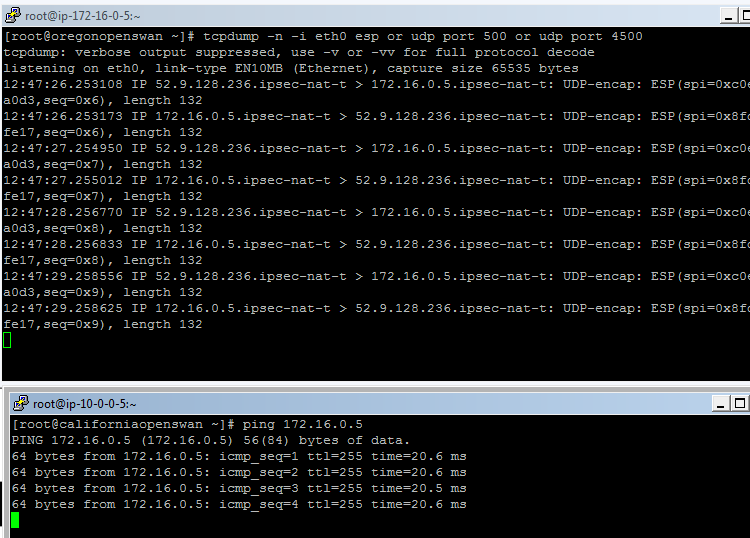 root@ip-172-16-0-5:~
[root@oregonopenswan ~]# tcpdump -n -i eth0 esp or udp port 500 or udp port 4500
tcpdump: verbose output suppressed, use -v or -vv for full protocol decode
listening on eth0, link-type EN10MB (Ethernet), capture size 65535 bytes
12:47:26.253108 IP 52.9.128.236.ipsec-nat-t > 172.16.0.5.ipsec-nat-t: UDP-encap: ESP(spi=0xc0e
a0d3,seq=0x6), length 132
12:47:26.253173 IP 172.16.0.5.ipsec-nat-t > 52.9.128.236.ipsec-nat-t: UDP-encap: ESP(spi=0x8fc
fe17,seq=0x6), length 132
12:47:27.254950 IP 52.9.128.236.ipsec-nat-t > 172.16.0.5.ipsec-nat-t: UDP-encap: ESP(spi=0xc0e
a0d3,seq=0x7), length 132
12:47:27.255012 IP 172.16.0.5.ipsec-nat-t > 52.9.128.236.ipsec-nat-t: UDP-encap: ESP(spi=0x8fc
fe17,seq=0x7), length 132
12:47:28.256770 IP 52.9.128.236.ipsec-nat-t > 172.16.0.5.ipsec-nat-t: UDP-encap: ESP(spi=0xc0e
a0d3,seq=0x8), length 132
12:47:28.256833 IP 172.16.0.5.ipsec-nat-t > 52.9.128.236.ipsec-nat-t: UDP-encap: ESP(spi=0x8fc
fe17,seq=0x8), length 132
12:47:29.258556 IP 52.9.128.236.ipsec-nat-t > 172.16.0.5.ipsec-nat-t: UDP-encap: ESP(spi=0xc0e
a0d3,seq=0x9), length 132
12:47:29.258625 IP 172.16.0.5.ipsec-nat-t > 52.9.128.236.ipsec-nat-t: UDP-encap: ESP(spi=0x8fc
fe17,seq=0x9), length 132
root@ip-10-0-0-5:~
[root@californiaopenswan ~]# ping 172.16.0.5
PING 172.16.0.5 (172.16.0.5) 56(84) bytes of data.
64 bytes from 172.16.0.5: icmp_seq=1 ttl=255 time=20.6 ms
64 bytes from 172.16.0.5: icmp_seq=2 ttl=255 time=20.6 ms
64 bytes from 172.16.0.5: icmp_seq=3 ttl=255 time=20.5 ms
64 bytes from 172.16.0.5: icmp_seq=4 ttl=255 time=20.6 ms